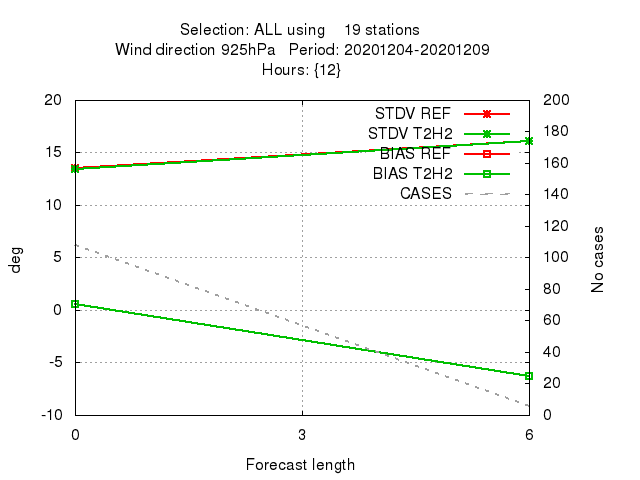 Selection: ALL using 19 stations
Wind direction 925hPa Period: 20201204-20201209
Hours: {12}
20 200
STDV REF
180
STDV T2H2
15 BIAS REF 160
BIAS T2H2
CASES 140
10 120
5 100
80
0 60
40
-5 20
-10 0
0 3 6
deg
No cases
Forecast length